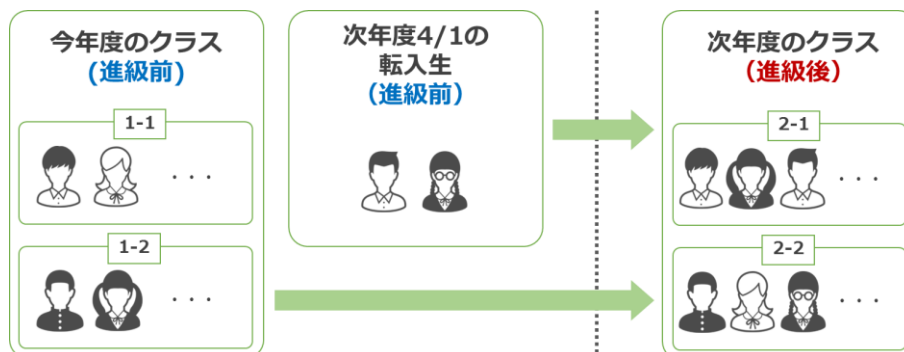 今年度のクラス
(進級前)
1-1
・・・
1-2
・・・
次年度4/1の
転入生
（進級前）
次年度のクラス
（進級後）
2-1
・・・
2-2
・・・